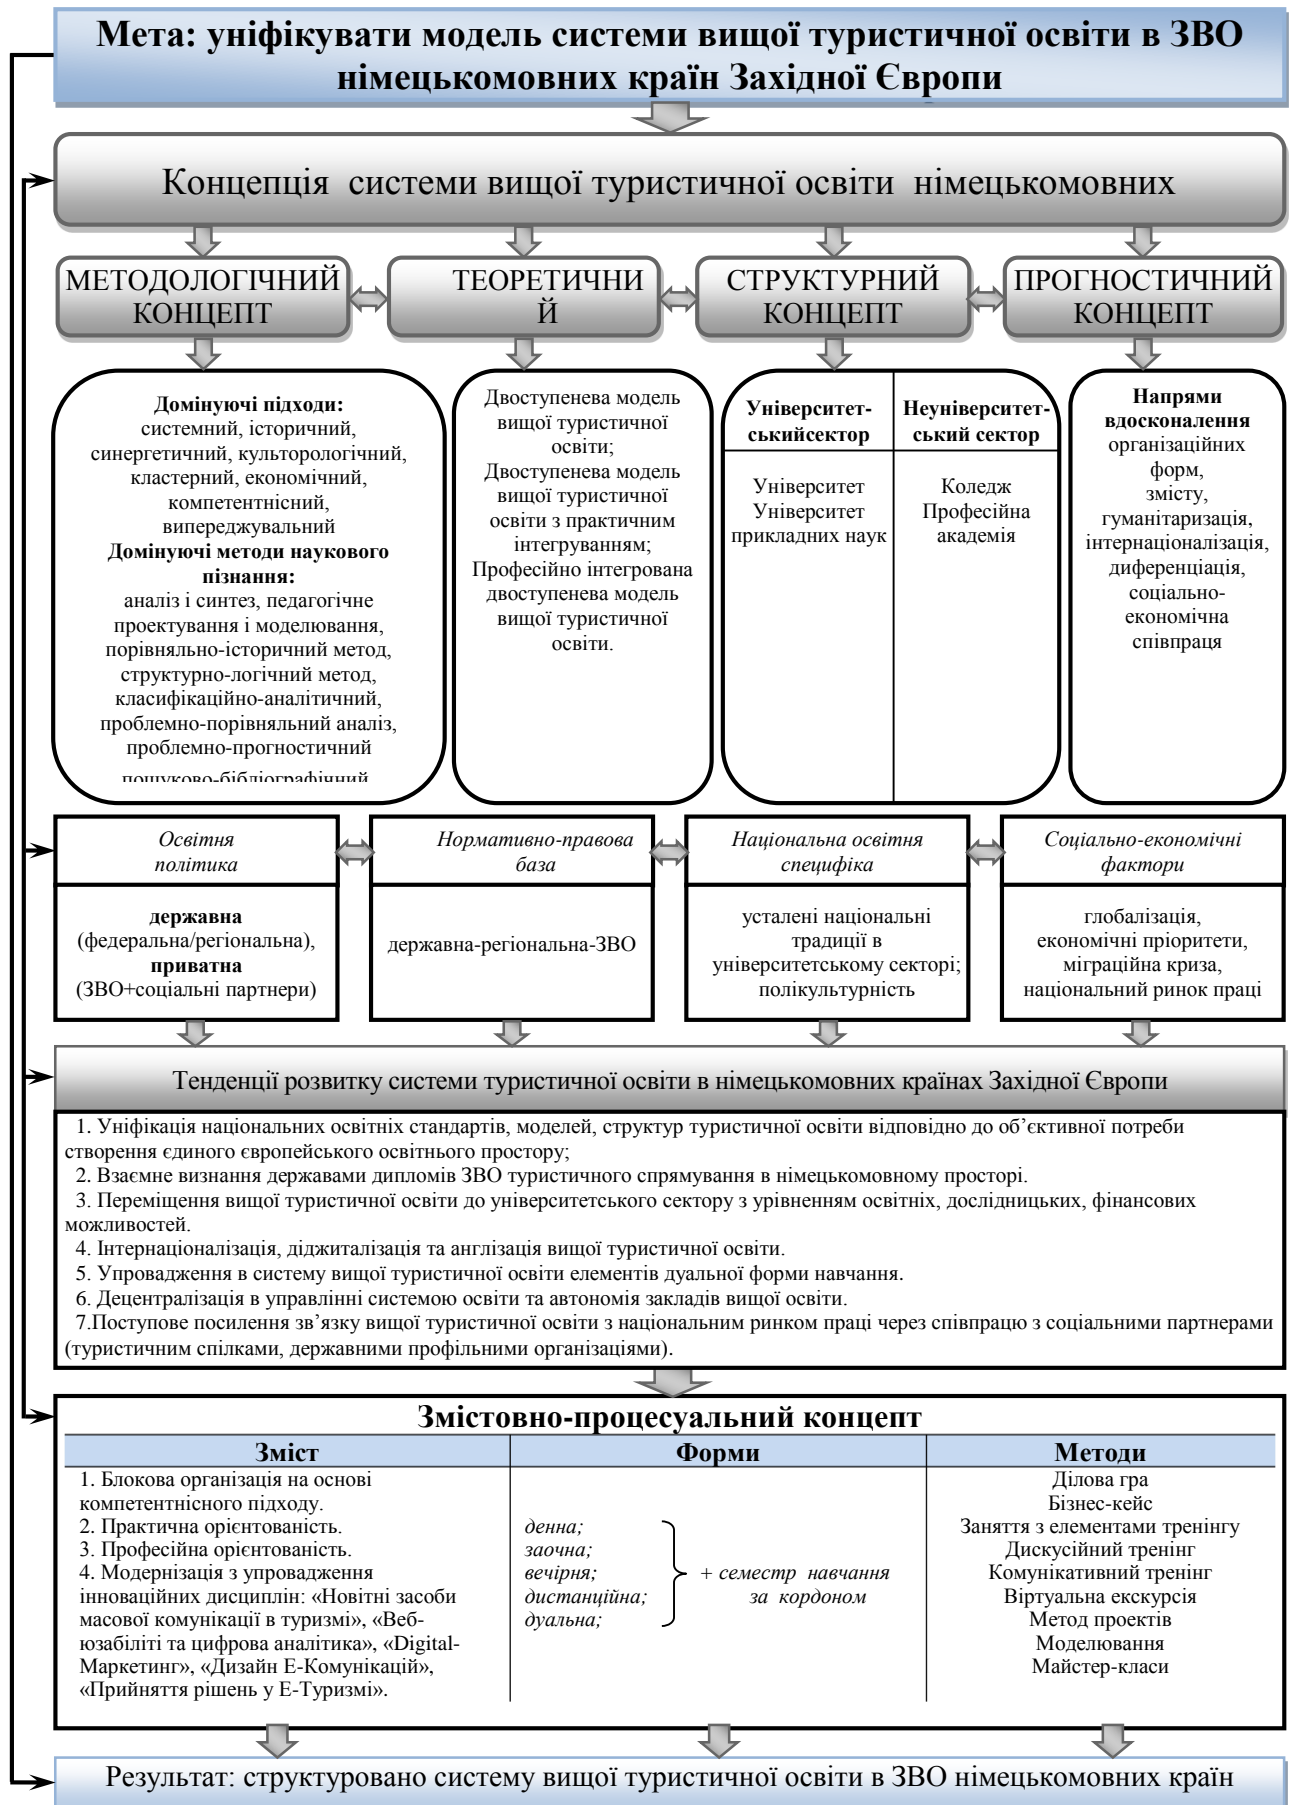 Мета: уніфікувати модель системи вищої туристичної освіти в ЗВО
німецькомовних країн Західної Європи
Концепція системи вищої туристичної освіти німецькомовних
МЕТОДОЛОГІЧНИЙ
КОНЦЕПТ
ТЕОРЕТИЧНИ
Й
СТРУКТУРНИЙ
КОНЦЕПТ
ПРОГНОСТИЧНИЙ
КОНЦЕПТ
Домінуючі підходи:
системний, історичний,
синергетичний, культорологічний,
кластерний, економічний,
компетентнісний,
випереджувальний
Домінуючі методи наукового
пізнання:
аналіз і синтез, педагогічне
проектування і моделювання,
порівняльно-історичний метод,
структурно-логічний метод,
класифікаційно-аналітичний,
проблемно-порівняльний аналіз,
проблемно-прогностичний
пошуково-бібліографічний
Двоступенева модель
вищої туристичної
освіти;
Двоступенева модель
вищої туристичної
освіти з практичним
інтегруванням;
Професійно інтегрована
двоступенева модель
вищої туристичної
освіти.
Університет-
ськийсектор
Університет
Університет
прикладних наук
Неуніверситет-
ський сектор
Коледж
Професійна
академія
Напрями
вдосконалення
організаційних
форм,
змісту,
гуманітаризація,
інтернаціоналізація,
диференціація,
соціально-
економічна
співпраця
Освітня
політика
державна
(федеральна/регіональна),
приватна
(ЗВО+соціальні партнери)
Нормативно-правова
база
державна-регіональна-ЗВО
Національна освітня
специфіка
усталені національні
традиції в
університетському секторі;
полікультурність
Соціально-економічні
фактори
глобалізація,
економічні пріоритети,
міграційна криза,
національний ринок праці
Тенденції розвитку системи туристичної освіти в німецькомовних країнах Західної Європи
1. Уніфікація національних освітніх стандартів, моделей, структур туристичної освіти відповідно до об’єктивної потреби
створення єдиного європейського освітнього простору;
2. Взаємне визнання державами дипломів ЗВО туристичного спрямування в німецькомовному просторі.
3. Переміщення вищої туристичної освіти до університетського сектору з урівненням освітніх, дослідницьких, фінансових
можливостей.
4. Інтернаціоналізація, діджиталізація та англізація вищої туристичної освіти.
5. Упровадження в систему вищої туристичної освіти елементів дуальної форми навчання.
6. Децентралізація в управлінні системою освіти та автономія закладів вищої освіти.
7.Поступове посилення зв’язку вищої туристичної освіти з національним ринком праці через співпрацю з соціальними партнерами
(туристичним спілками, державними профільними організаціями).
Змістовно-процесуальний концепт
Зміст
1. Блокова організація на основі
компетентнісного підходу.
2. Практична орієнтованість.
3. Професійна орієнтованість.
4. Модернізація з упровадження
інноваційних дисциплін: «Новітні засоби
масової комунікації в туризмі», «Веб-
юзабіліті та цифрова аналітика», «Digital-
Маркетинг», «Дизайн Е-Комунікацій»,
«Прийняття рішень у Е-Туризмі».
Форми
денна;
заочна;
вечірня;
дистанційна;
дуальна;
+ семестр навчання
за кордоном
Методи
Ділова гра
Бізнес-кейс
Заняття з елементами тренінгу
Дискусійний тренінг
Комунікативний тренінг
Віртуальна екскурсія
Метод проектів
Моделювання
Майстер-класи
Результат: структуровано систему вищої туристичної освіти в ЗВО німецькомовних країн